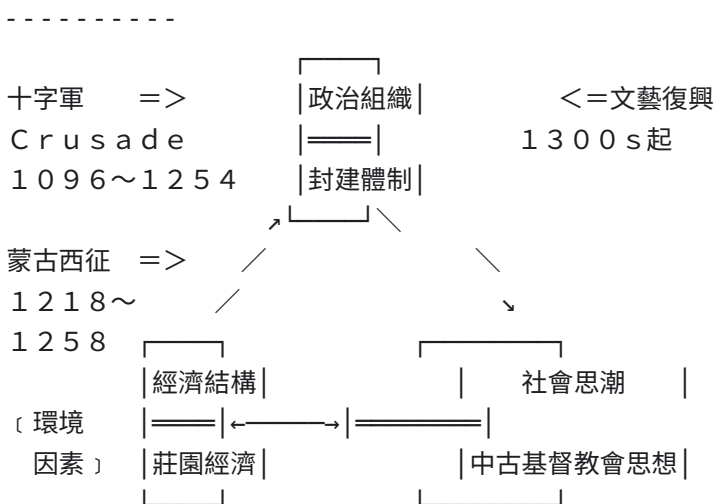 - - - - - - - - - -
十字軍 => │政治組織│ <=文藝復興
Ｃｒｕｓａｄｅ │═══│ １３００ｓ起
１０９６～１２５４ │封建體制│
蒙古西征 =>
１２１８～
１２５８
│經濟結構│ │ 社會思潮 │
﹝環境 │═══│←───→│══════│
因素﹞ │莊園經濟│ │中古基督教會思想│